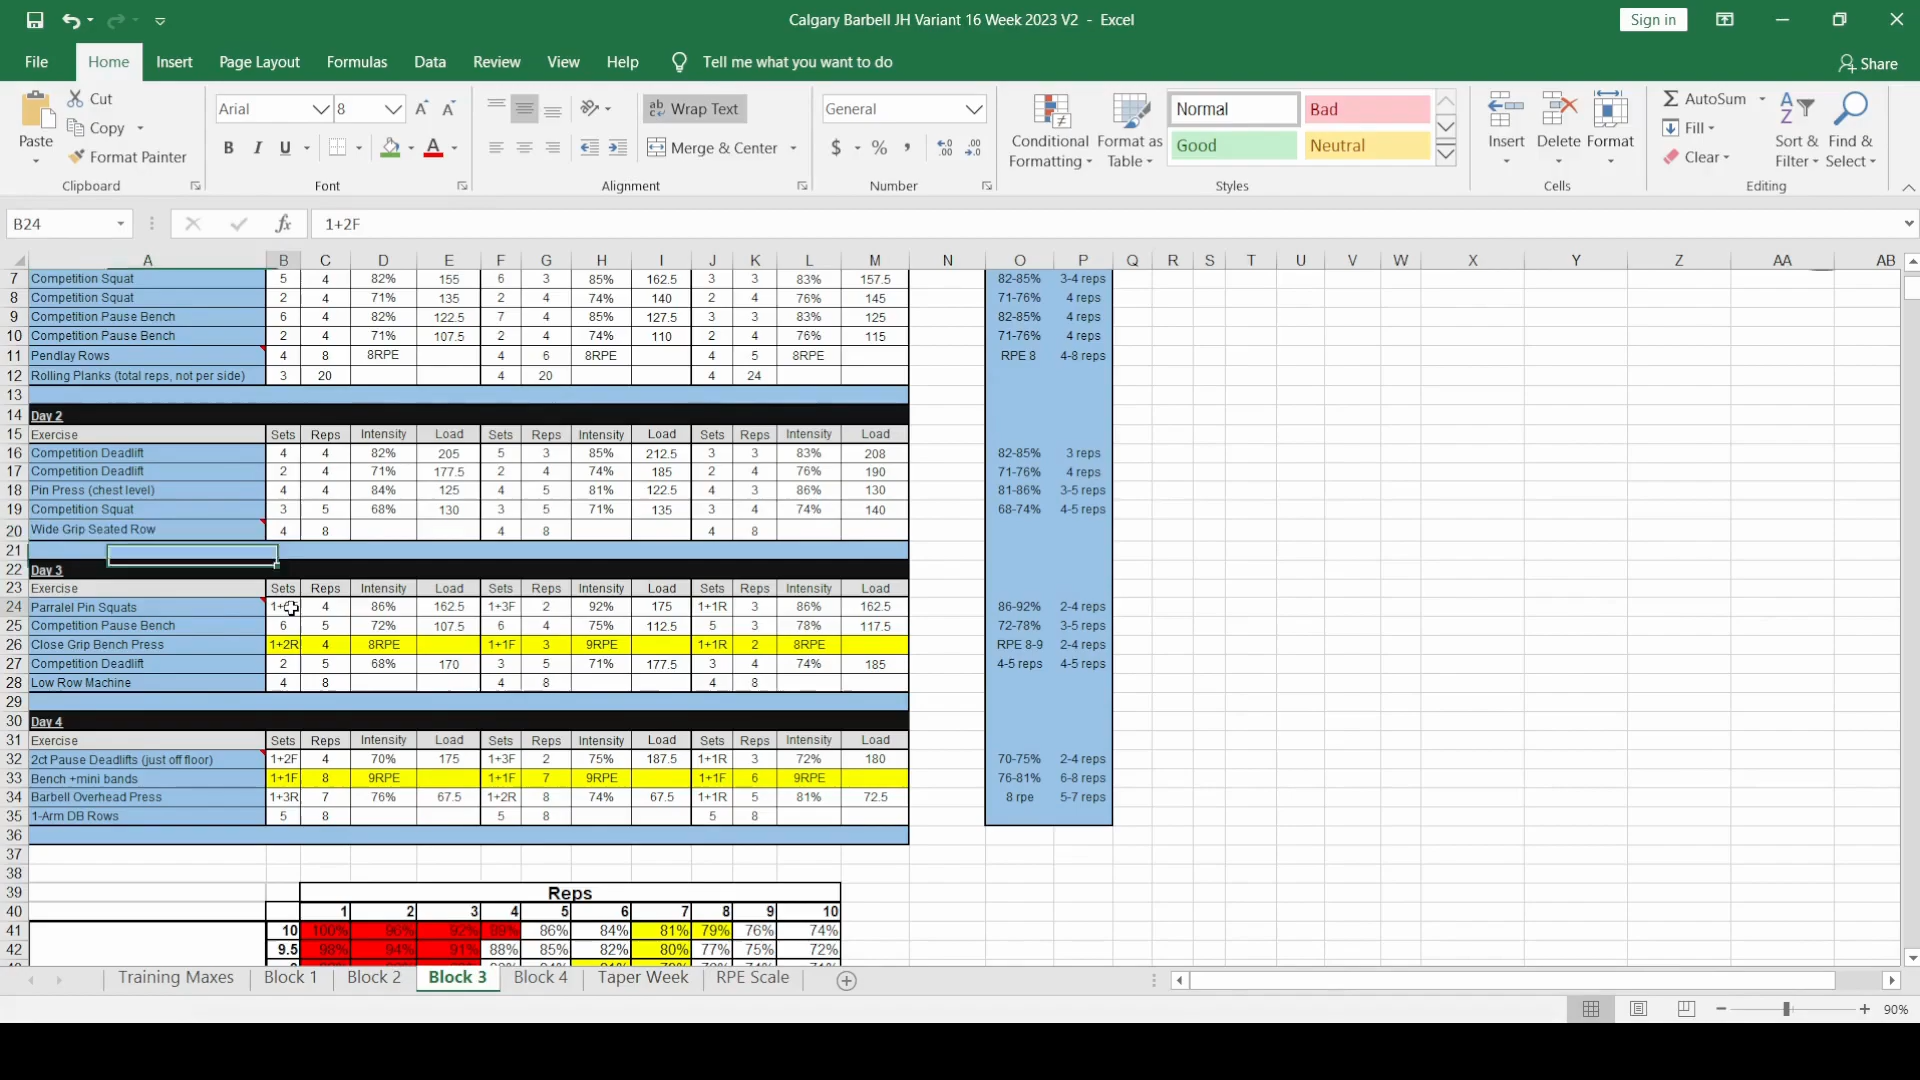 Calgary Barbell JH Variant 16 Week 2023 V2 - Excel
Sign in
File Home Insert Page Layout Formulas Data Review View Help Tell me what you want to do Share
Paste Cut Copy Format Painter Clipboard
Arial 8 B I U A Font
ab Wrap Text Merge & Center Alignment
General $ % , Number
Conditional Formatting Format as Table Normal Bad Good Neutral Styles
Insert Delete Format Cells
AutoSum Fill Clear Sort & Filter Find & Select Editing
B24 fx 1+2F
A B C D E F G H I J K L M N O P Q R S T U V W X Y Z AA AB
7 Competition Squat 5 4 82% 155 6 3 85% 162.5 3 3 83% 157.5 82-85% 3-4 reps
8 Competition Squat 2 4 71% 135 2 4 74% 140 2 4 76% 145 71-76% 4 reps
9 Competition Pause Bench 6 4 82% 122.5 7 4 85% 127.5 3 3 83% 125 82-85% 4 reps
10 Competition Pause Bench 2 4 71% 107.5 2 4 74% 110 2 4 76% 115 71-76% 4 reps
11 Pendlay Rows 4 8 8RPE 4 6 8RPE 4 5 8RPE RPE 8 4-8 reps
12 Rolling Planks (total reps, not per side) 3 20 4 20 4 24
13
14 Day 2
15 Exercise Sets Reps Intensity Load Sets Reps Intensity Load Sets Reps Intensity Load
16 Competition Deadlift 4 4 82% 205 5 3 85% 212.5 3 3 83% 208 82-85% 3 reps
17 Competition Deadlift 2 4 71% 177.5 2 4 74% 185 2 4 76% 190 71-76% 4 reps
18 Pin Press (chest level) 4 4 84% 125 4 5 81% 122.5 4 3 86% 130 81-86% 3-5 reps
19 Competition Squat 3 5 68% 130 3 5 71% 135 3 4 74% 140 68-74% 4-5 reps
20 Wide Grip Seated Row 4 8 4 8 4 8
21
22 Day 3
23 Exercise Sets Reps Intensity Load Sets Reps Intensity Load Sets Reps Intensity Load
24 Parralel Pin Squats 4 86% 162.5 1+3F 2 92% 175 1+1R 3 86% 162.5 86-92% 2-4 reps
25 Competition Pause Bench 6 5 72% 107.5 6 4 75% 112.5 5 3 78% 117.5 72-78% 3-5 reps
26 Close Grip Bench Press 1+2R 4 8RPE 1+1F 3 9RPE 1+1R 2 8RPE RPE 8-9 2-4 reps
27 Competition Deadlift 2 5 68% 170 3 5 71% 177.5 3 4 74% 185 4-5 reps 4-5 reps
28 Low Row Machine 4 8 4 8 4 8
29
30 Day 4
31 Exercise Sets Reps Intensity Load Sets Reps Intensity Load Sets Reps Intensity Load
32 2ct Pause Deadlifts (just off floor) 1+2F 4 70% 175 1+3F 2 75% 187.5 1+1R 3 72% 180 70-75% 2-4 reps
33 Bench +mini bands 1+1F 8 9RPE 1+1F 7 9RPE 1+1F 6 9RPE 76-81% 6-8 reps
34 Barbell Overhead Press 1+3R 7 76% 67.5 1+2R 8 74% 67.5 1+1R 5 81% 72.5 8 rpe 5-7 reps
35 1-Arm DB Rows 5 8 5 8 5 8
36
37
38
39 Reps
40 1 2 3 4 5 6 7 8 9 10
41 10 100% 96% 92% 89% 86% 84% 81% 79% 76% 74%
42 9.5 98% 94% 91% 88% 85% 82% 80% 77% 75% 72%
Training Maxes Block 1 Block 2 Block 3 Block 4 Taper Week RPE Scale
90%